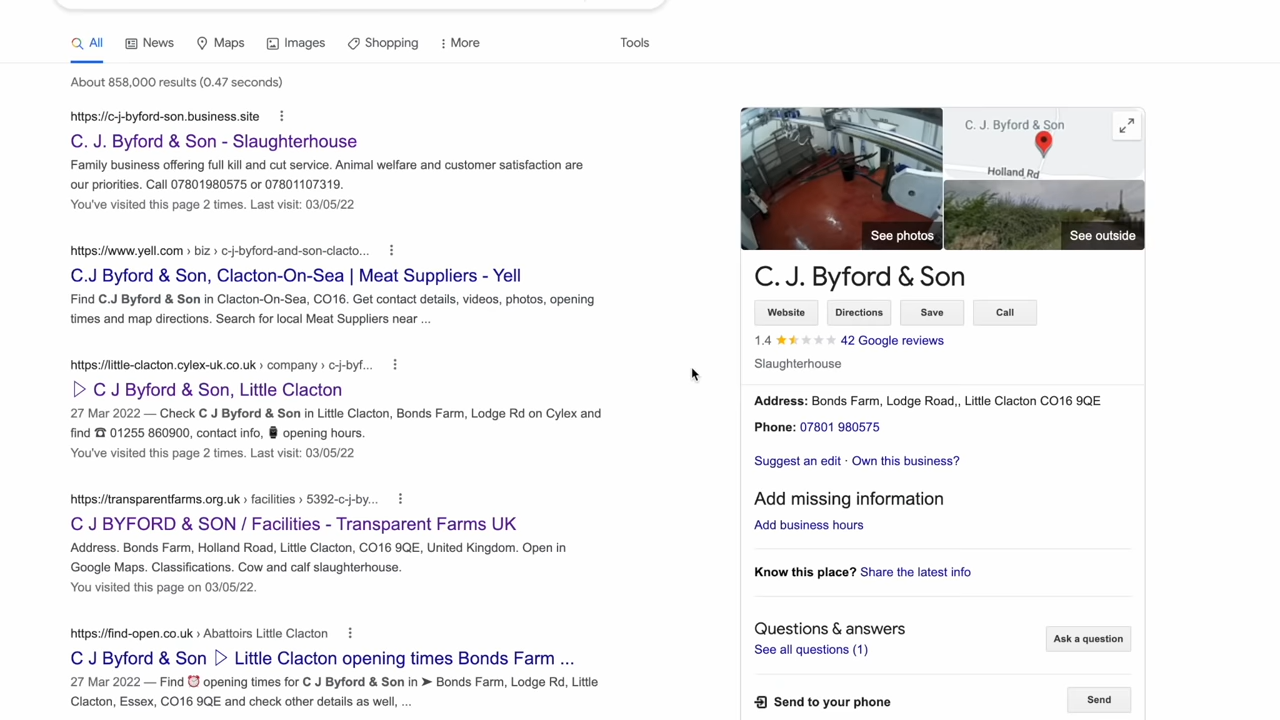 All
News
Maps
Images
Shopping
More
Tools
About 858,000 results (0.47 seconds)
https://c-j-byford-son.business.site
C. J. Byford & Son - Slaughterhouse
Family business offering full kill and cut service. Animal welfare and customer satisfaction are
our priorities. Call 07801980575 or 07801107319.
You've visited this page 2 times. Last visit: 03/05/22
https://www.yell.com › biz › c-j-byford-and-son-clacto...
C.J Byford & Son, Clacton-On-Sea | Meat Suppliers - Yell
Find C.J Byford & Son in Clacton-On-Sea, CO16. Get contact details, videos, photos, opening
times and map directions. Search for local Meat Suppliers near ...
https://little-clacton.cylex-uk.co.uk › company › c-j-byf...
▷ C J Byford & Son, Little Clacton
27 Mar 2022 — Check C J Byford & Son in Little Clacton, Bonds Farm, Lodge Rd on Cylex and
find ☎ 01255 860900, contact info, ⌚ opening hours.
You've visited this page 2 times. Last visit: 03/05/22
https://transparentfarms.org.uk › facilities › 5392-c-j-by...
C J BYFORD & SON / Facilities - Transparent Farms UK
Address. Bonds Farm, Holland Road, Little Clacton, CO16 9QE, United Kingdom. Open in
Google Maps. Classifications. Cow and calf slaughterhouse.
You visited this page on 03/05/22.
https://find-open.co.uk › Abattoirs Little Clacton
C J Byford & Son ▷ Little Clacton opening times Bonds Farm ...
27 Mar 2022 — Find ⏰ opening times for C J Byford & Son in ➤ Bonds Farm, Lodge Rd, Little
Clacton, Essex, CO16 9QE and check other details as well, ...
C. J. Byford & Son
Holland Rd
See photos
See outside
C. J. Byford & Son
Website
Directions
Save
Call
1.4 42 Google reviews
Slaughterhouse
Address: Bonds Farm, Lodge Road,, Little Clacton CO16 9QE
Phone: 07801 980575
Suggest an edit · Own this business?
Add missing information
Add business hours
Know this place? Share the latest info
Questions & answers
See all questions (1)
Ask a question
Send to your phone
Send